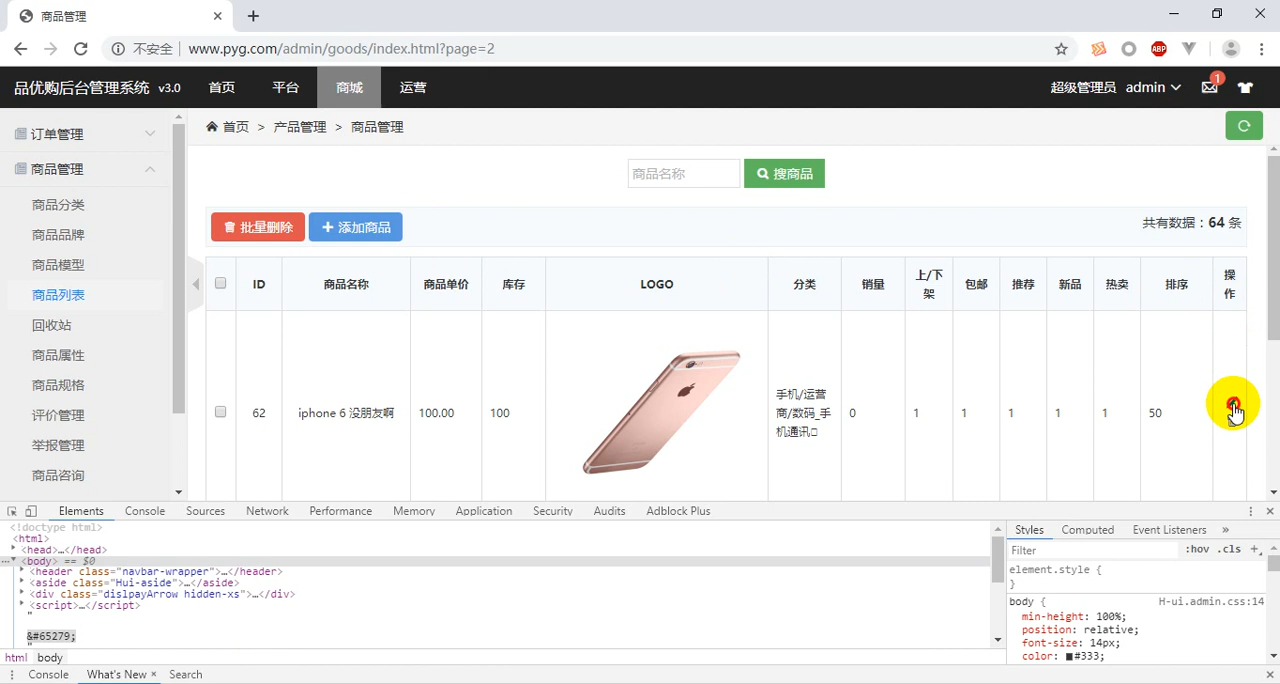 商品管理
不安全 www.pyg.com/admin/goods/index.html?page=2
ABP
品优购后台管理系统 v3.0 首页 平台 商城 运营 超级管理员 admin 1
订单管理
商品管理
商品分类
商品品牌
商品模型
商品列表
回收站
商品属性
商品规格
评价管理
举报管理
商品咨询
首页 > 产品管理 > 商品管理
商品名称 搜商品
批量删除 添加商品 共有数据：64 条
ID 商品名称 商品单价 库存 LOGO 分类 销量 上/下架 包邮 推荐 新品 热卖 排序 操作
62 iphone 6 没朋友啊 100.00 100 手机/运营商/数码_手机通讯 0 1 1 1 1 1 50
Elements Console Sources Network Performance Memory Application Security Audits Adblock Plus
<!doctype html>
<html>
<head>…</head>
<body> == $0
<header class="navbar-wrapper">…</header>
<aside class="Hui-aside">…</aside>
<div class="dislpayArrow hidden-xs">…</div>
<script>…</script>
"
&#65279;
"
html body
Styles Computed Event Listeners »
Filter :hov .cls +
element.style {
}
body { H-ui.admin.css:14
min-height: 100%;
position: relative;
font-size: 14px;
color: #333;
Console What's New × Search